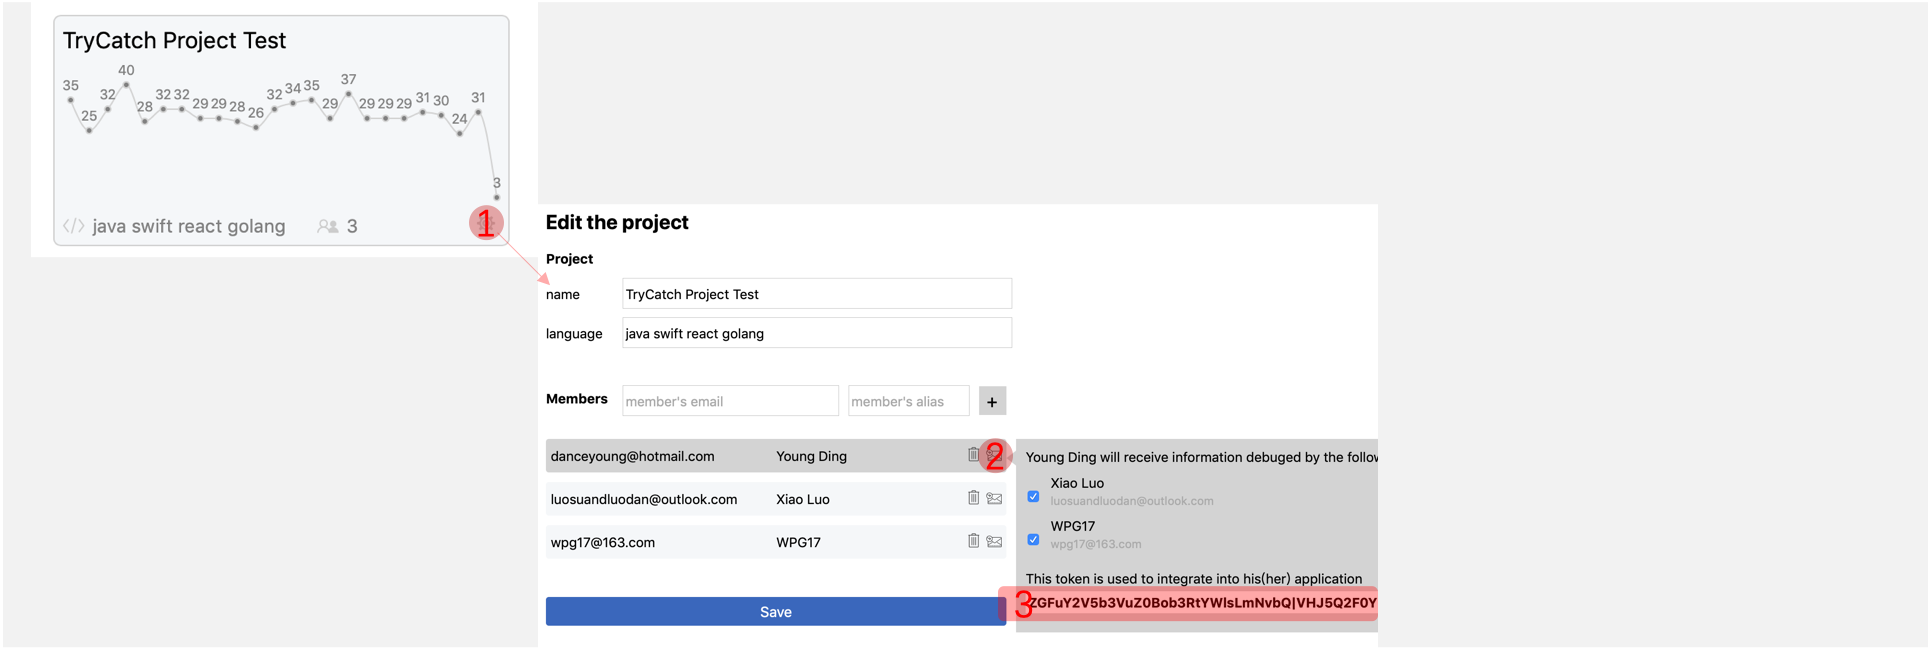 TryCatch Project Test
35 25 32 40 28 32 32 29 29 28 26 32 34 35 29 37 29 29 29 31 30 24 31 3
</> java swift react golang 3
1
Edit the project
Project
name TryCatch Project Test
language java swift react golang
Members member's email member's alias +
danceyoung@hotmail.com Young Ding
2
luosuandluodan@outlook.com Xiao Luo
wpg17@163.com WPG17
Save
Young Ding will receive information debuged by the follow
Xiao Luo
luosuandluodan@outlook.com
WPG17
wpg17@163.com
This token is used to integrate into his(her) application
3
ZGFuY2V5b3VuZ0Bob3RtYWlsLmNvbQ|VHJ5Q2F0Y